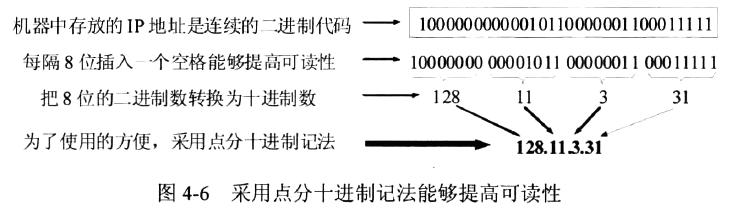 机器中存放的 IP 地址是连续的二进制代码 10000000000010110000001100011111
每隔 8 位插入一个空格能够提高可读性 10000000 00001011 00000011 00011111
把 8 位的二进制数转换为十进制数 128 11 3 31
为了使用的方便，采用点分十进制记法 128.11.3.31
图 4-6 采用点分十进制记法能够提高可读性